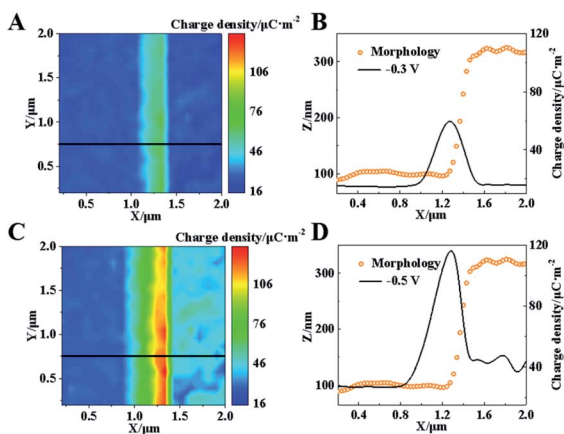 A
Charge density/μC·m⁻²
2.0
1.5
1.0
0.5
Y/μm
0.5 1.0 1.5 2.0
X/μm
106
76
46
16
B
Morphology
−0.3 V
300
200
100
Z/nm
0.4 0.8 1.2 1.6 2.0
X/μm
120
80
40
Charge density/μC·m⁻²
C
Charge density/μC·m⁻²
2.0
1.5
1.0
0.5
Y/μm
0.5 1.0 1.5 2.0
X/μm
106
76
46
16
D
Morphology
−0.5 V
300
200
100
Z/nm
0.4 0.8 1.2 1.6 2.0
X/μm
120
80
40
Charge density/μC·m⁻²